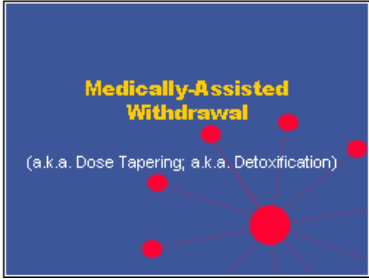 Medically-Assisted
Withdrawal
(a.k.a. Dose Tapering; a.k.a. Detoxification)